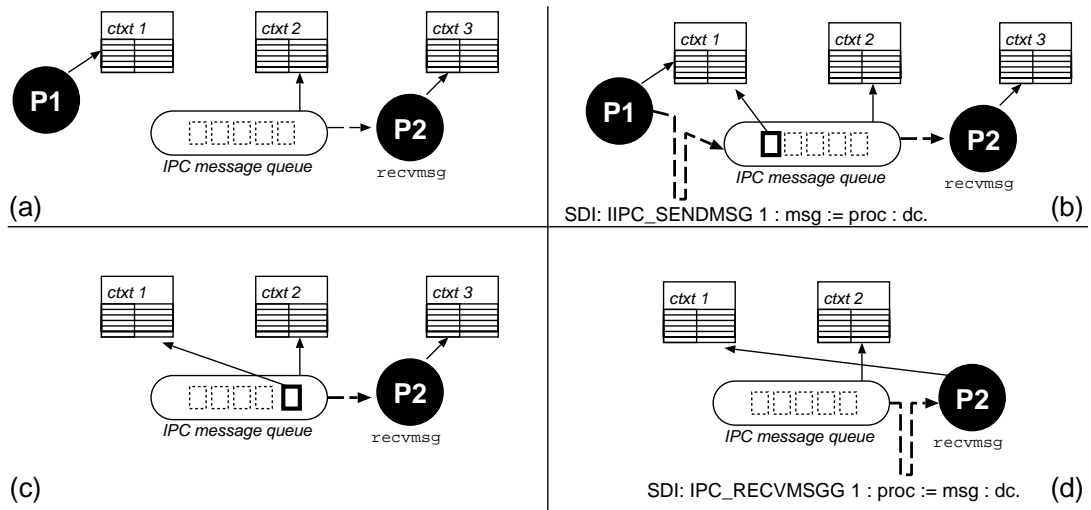 ctxt 1
ctxt 2
ctxt 3
P1
P2
IPC message queue
recvmsg
(a)
ctxt 1
ctxt 2
ctxt 3
P1
P2
IPC message queue
recvmsg
SDI: IIPC_SENDMSG 1 : msg := proc : dc.
(b)
ctxt 1
ctxt 2
ctxt 3
P2
IPC message queue
recvmsg
(c)
ctxt 1
ctxt 2
P2
IPC message queue
recvmsg
SDI: IPC_RECVMSGG 1 : proc := msg : dc.
(d)